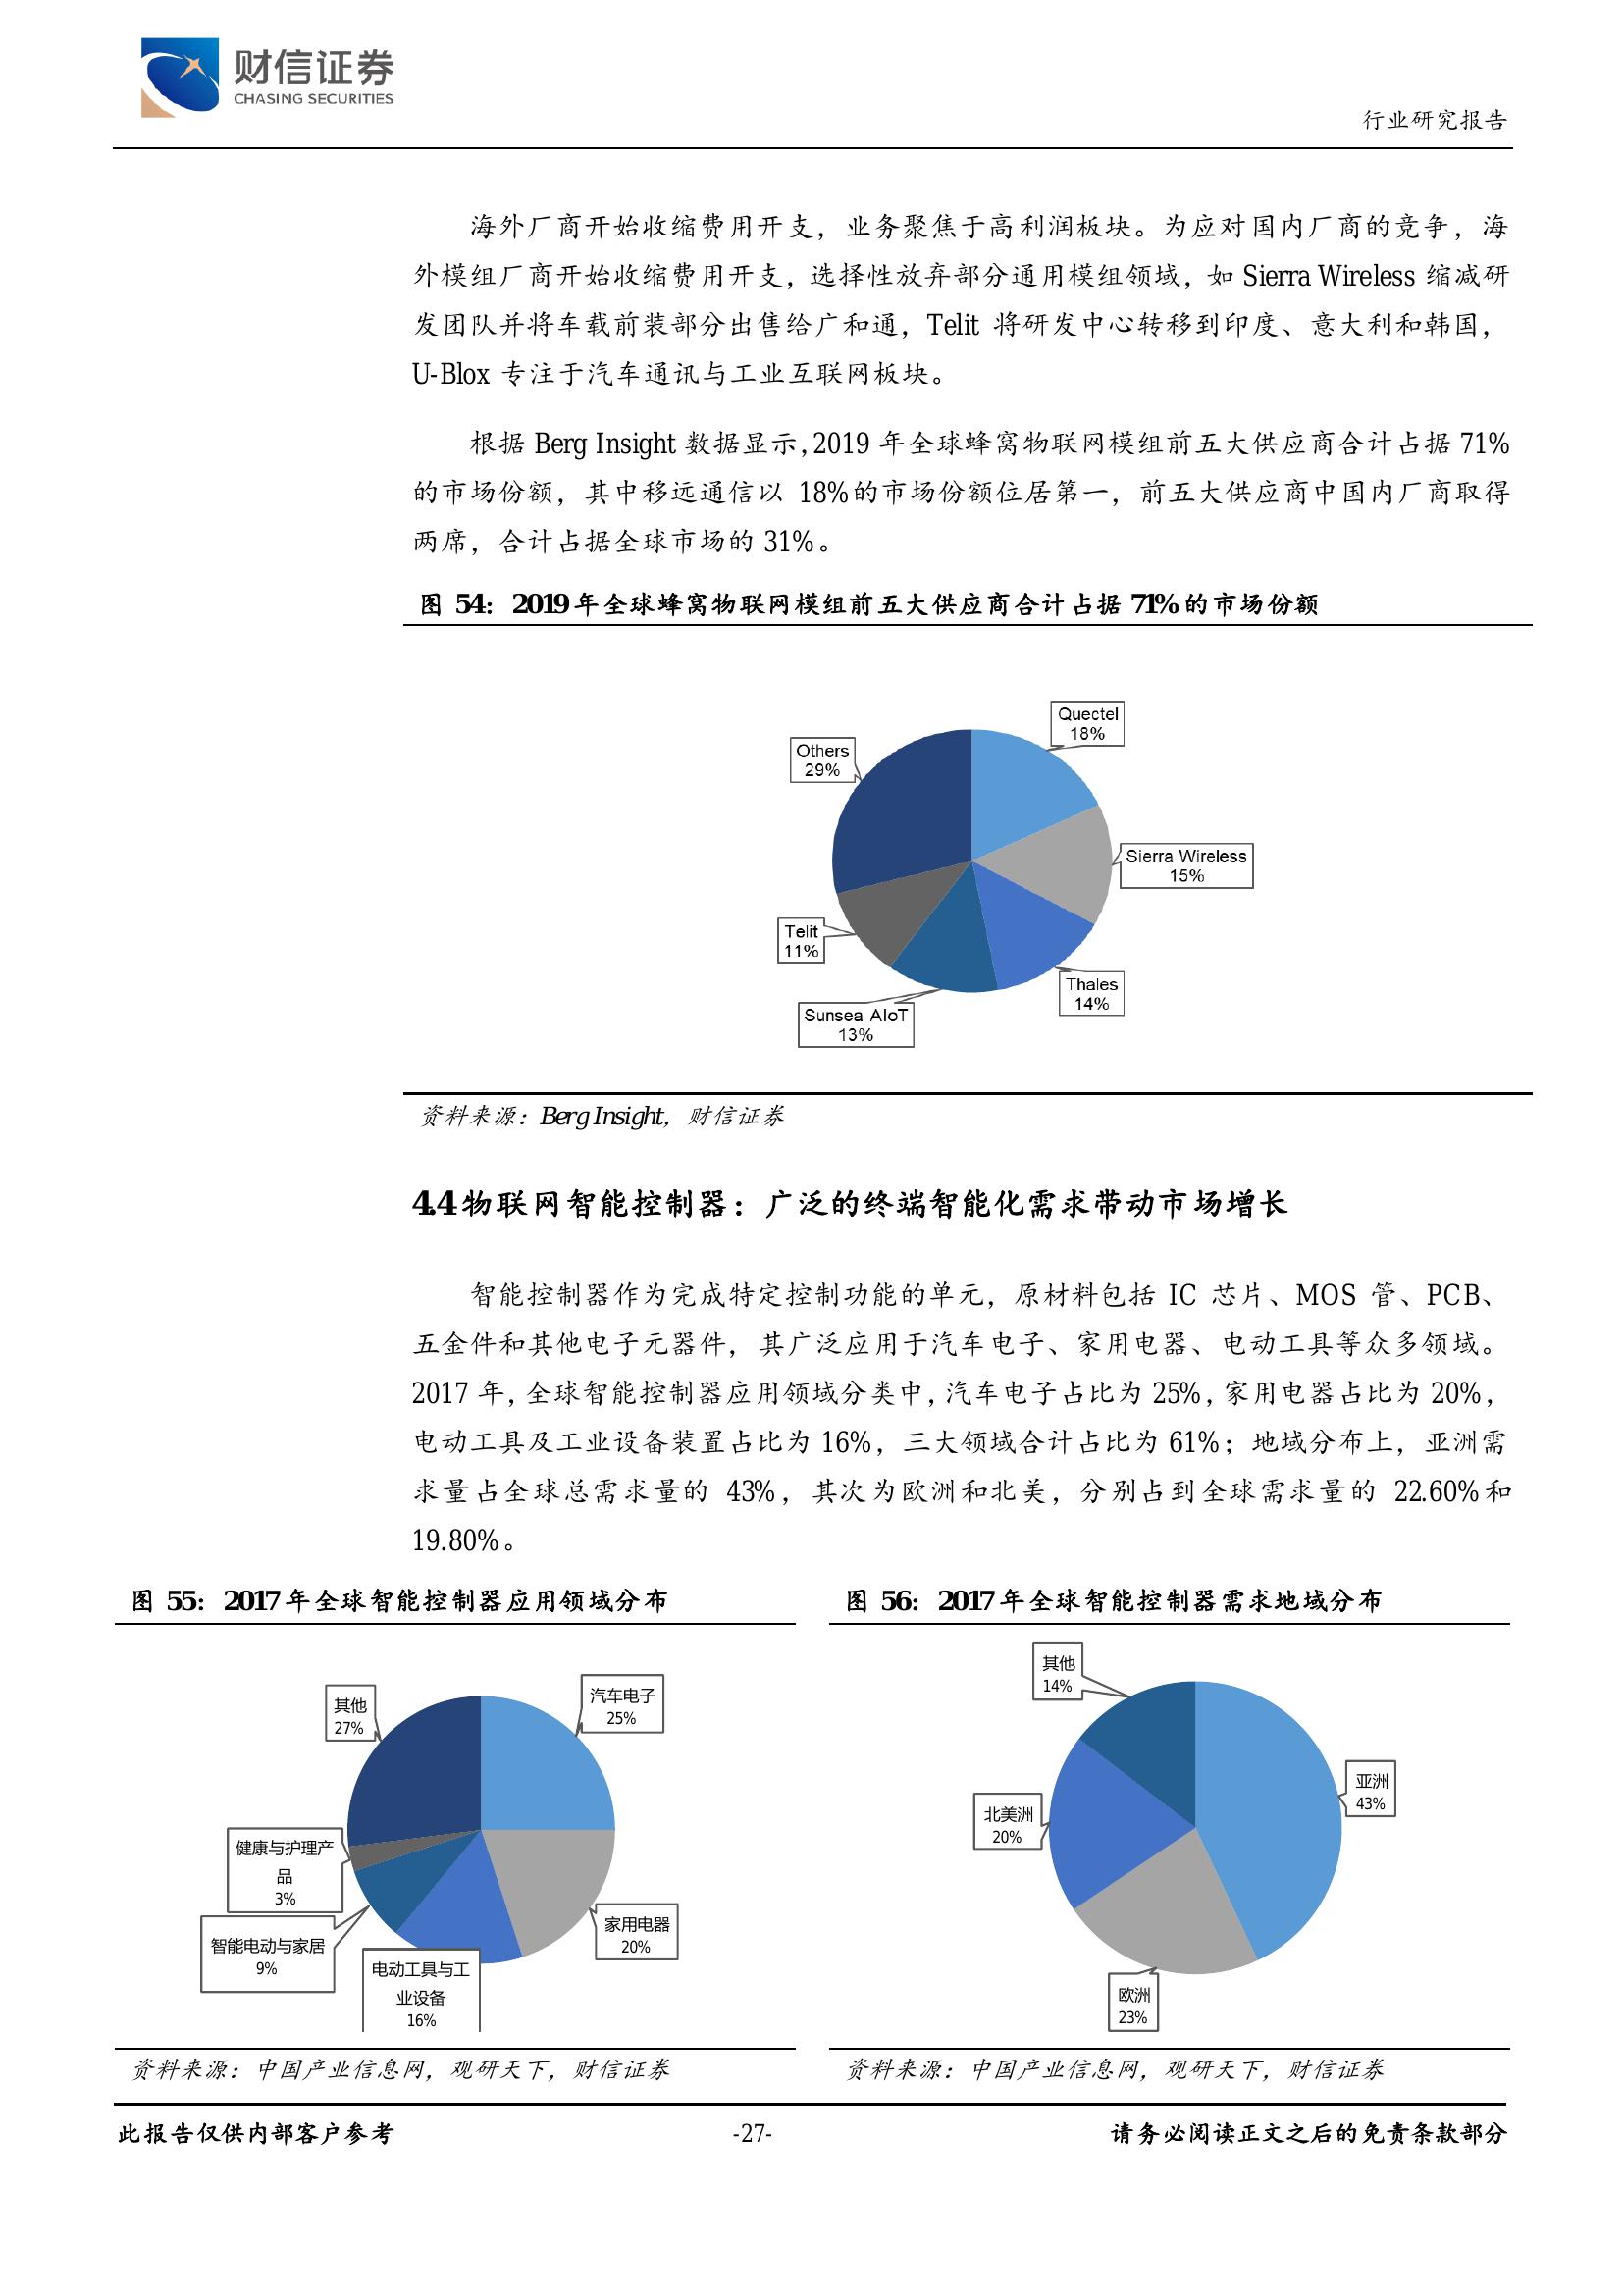 财信证券
CHASING SECURITIES
行业研究报告
海外厂商开始收缩费用开支，业务聚焦于高利润板块。为应对国内厂商的竞争，海
外模组厂商开始收缩费用开支，选择性放弃部分通用模组领域，如 Sierra Wireless 缩减研
发团队并将车载前装部分出售给广和通，Telit 将研发中心转移到印度、意大利和韩国，
U-Blox 专注于汽车通讯与工业互联网板块。
根据 Berg Insight 数据显示，2019 年全球蜂窝物联网模组前五大供应商合计占据 71%
的市场份额，其中移远通信以 18%的市场份额位居第一，前五大供应商中国内厂商取得
两席，合计占据全球市场的 31%。
图 54：2019 年全球蜂窝物联网模组前五大供应商合计占据 71%的市场份额
Quectel
18%
Others
29%
Sierra Wireless
15%
Telit
11%
Thales
14%
Sunsea AIoT
13%
资料来源：Berg Insight，财信证券
4.4 物联网智能控制器：广泛的终端智能化需求带动市场增长
智能控制器作为完成特定控制功能的单元，原材料包括 IC 芯片、MOS 管、PCB、
五金件和其他电子元器件，其广泛应用于汽车电子、家用电器、电动工具等众多领域。
2017 年，全球智能控制器应用领域分类中，汽车电子占比为 25%，家用电器占比为 20%，
电动工具及工业设备装置占比为 16%，三大领域合计占比为 61%；地域分布上，亚洲需
求量占全球总需求量的 43%，其次为欧洲和北美，分别占到全球需求量的 22.60%和
19.80%。
图 55：2017 年全球智能控制器应用领域分布
汽车电子
25%
其他
27%
健康与护理产
品
3%
家用电器
20%
智能电动与家居
9%
电动工具与工
业设备
16%
资料来源：中国产业信息网，观研天下，财信证券
图 56：2017 年全球智能控制器需求地域分布
其他
14%
亚洲
43%
北美洲
20%
欧洲
23%
资料来源：中国产业信息网，观研天下，财信证券
此报告仅供内部客户参考
-27-
请务必阅读正文之后的免责条款部分